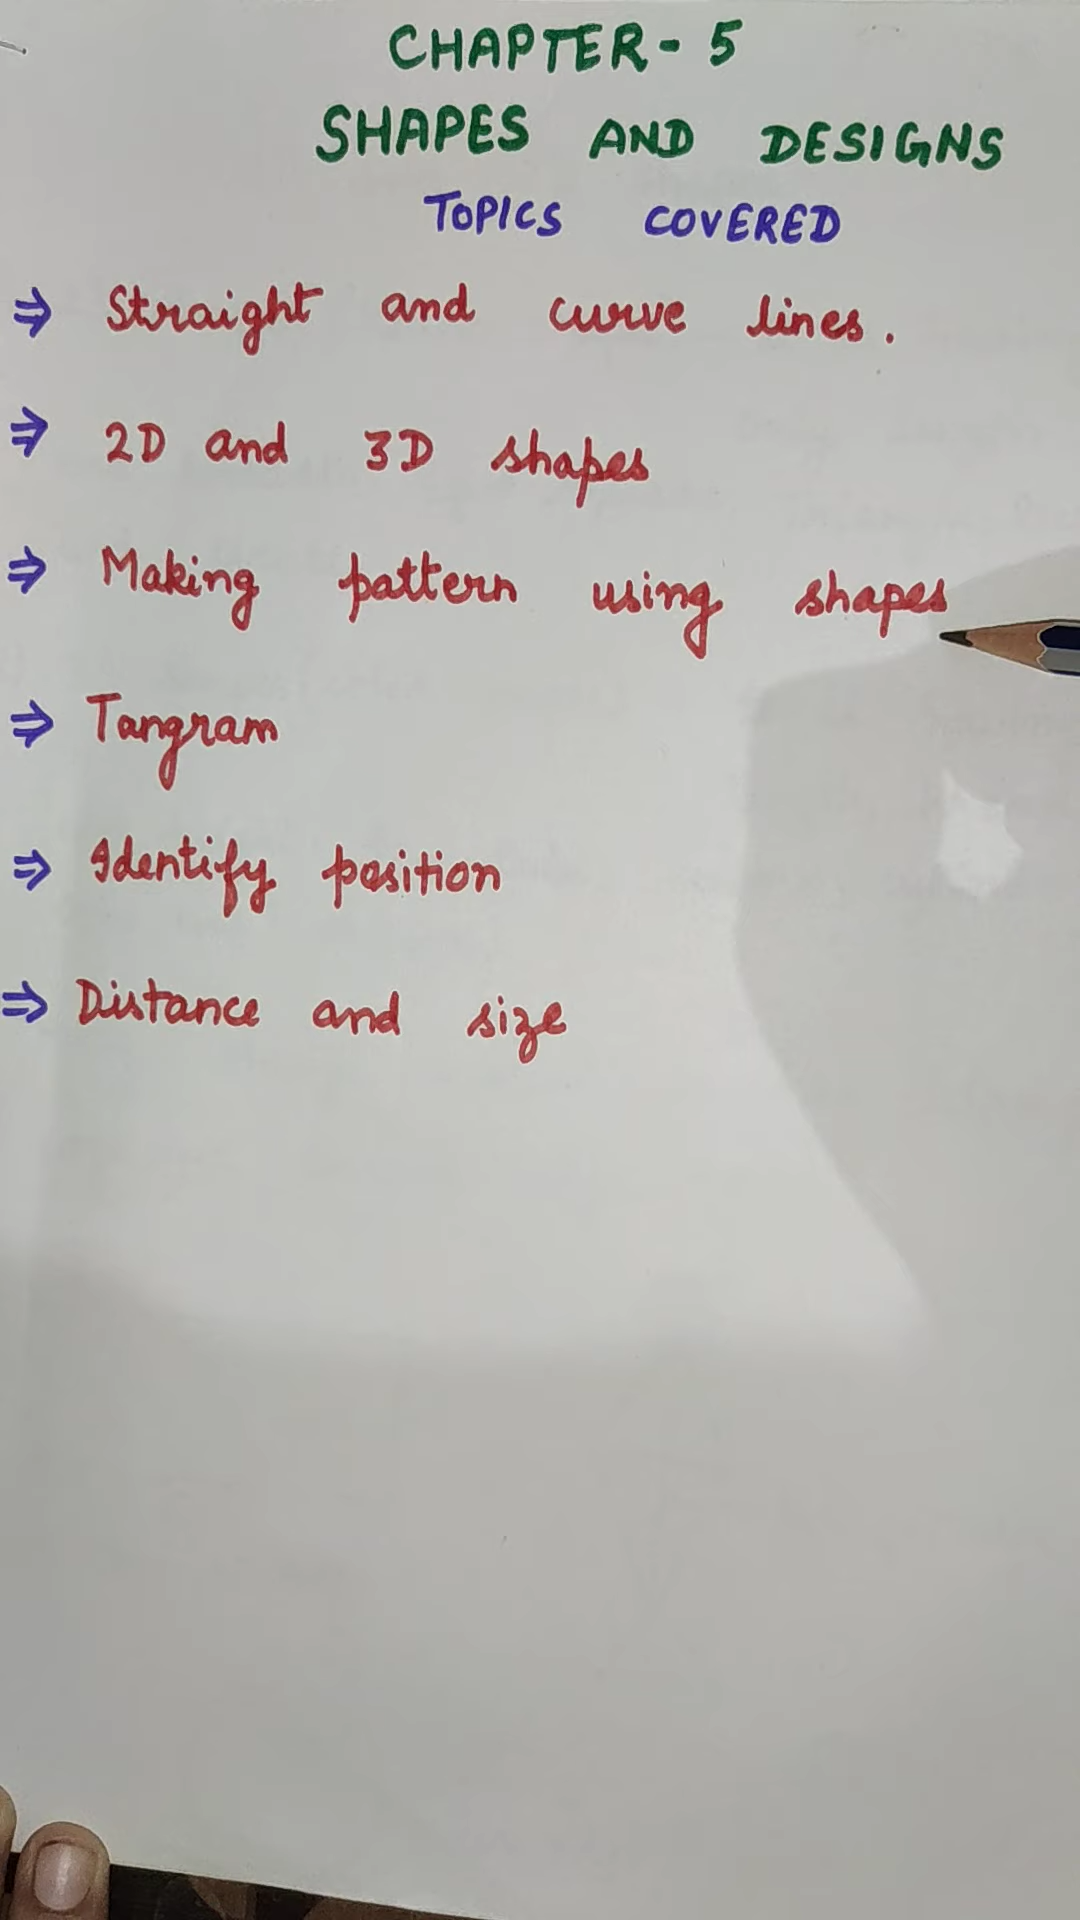 CHAPTER- 5
SHAPES AND DESIGNS
TOPICS COVERED
⇒ Straight and curve lines.
⇒ 2D and 3D shapes
⇒ Making pattern using shapes
⇒ Tangram
⇒ Identify position
⇒ Distance and size